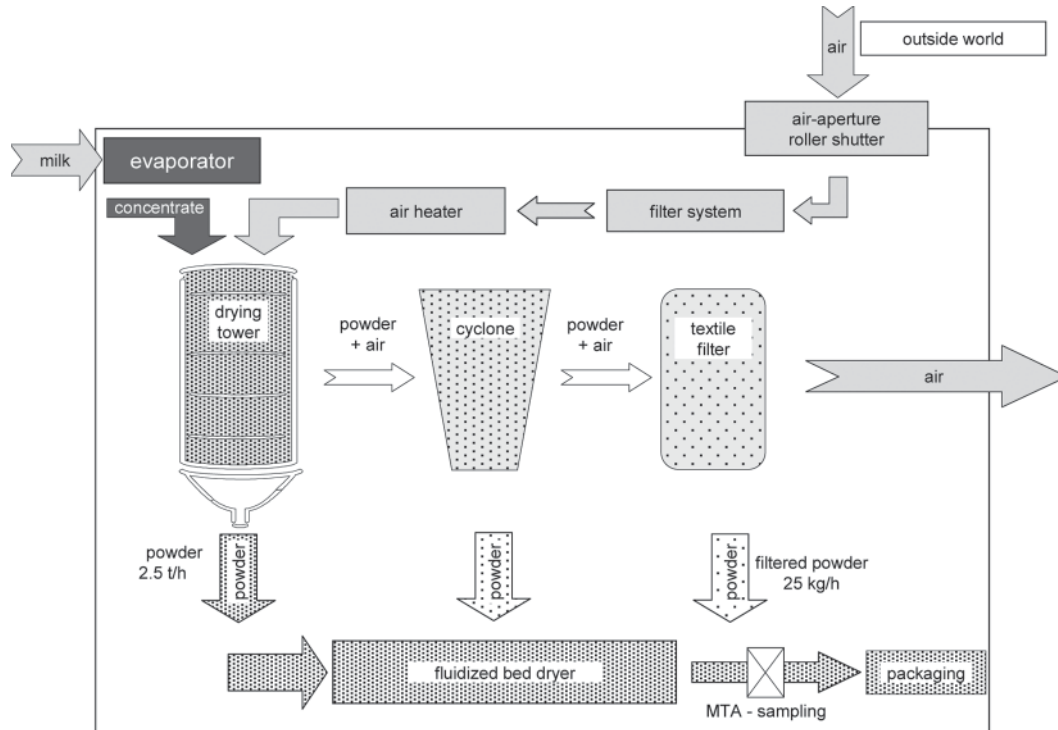 air
outside world
air-aperture
roller shutter
milk
evaporator
concentrate
air heater
filter system
drying
tower
powder
+ air
cyclone
powder
+ air
textile
filter
air
powder
2.5 t/h
powder
powder
powder
filtered powder
25 kg/h
fluidized bed dryer
packaging
MTA - sampling